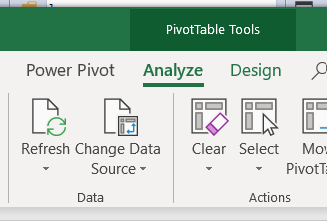 PivotTable Tools
Power Pivot Analyze Design
Refresh Change Data Source Clear Select
Data Actions